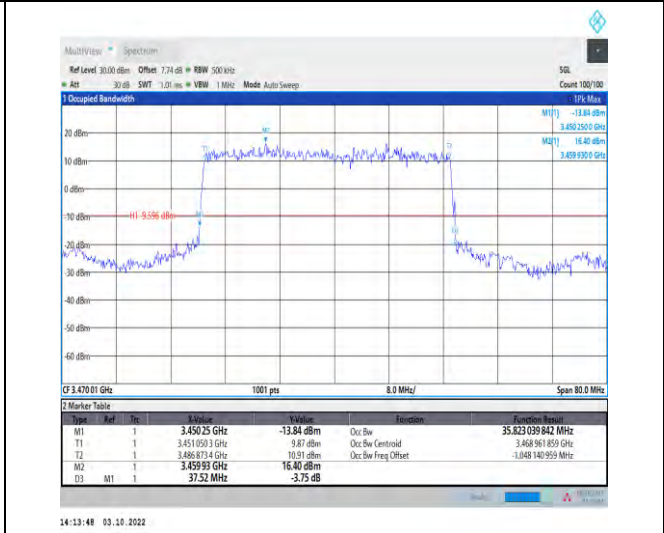 MultiView Spectrum
Ref Level 30.00 dBm Offset 7.74 dB RBW 500 kHz SGL
Att 30 dB SWT 1.01 ms VBW 1 MHz Mode Auto Sweep Count 100/100
1 Occupied Bandwidth 1Pk Max
M1[1] -13.84 dBm
3.450 250 0 GHz
M2[1] 16.40 dBm
3.459 930 0 GHz
20 dBm
M2
T1
T2
10 dBm
0 dBm
-10 dBm
H1 -9.596 dBm
M1
-20 dBm
-30 dBm
-40 dBm
-50 dBm
-60 dBm
CF 3.470 01 GHz 1001 pts 8.0 MHz/ Span 80.0 MHz
2 Marker Table
Type Ref Trc X-Value Y-Value Function Function Result
M1 1 3.450 25 GHz -13.84 dBm Occ Bw 35.823 039 842 MHz
T1 1 3.451 050 3 GHz 9.87 dBm Occ Bw Centroid 3.468 961 859 GHz
T2 1 3.486 873 4 GHz 10.91 dBm Occ Bw Freq Offset -1.048 140 959 MHz
M2 1 3.459 93 GHz 16.40 dBm
D3 M1 1 37.52 MHz -3.75 dB
Ready
14:13:48 03.10.2022